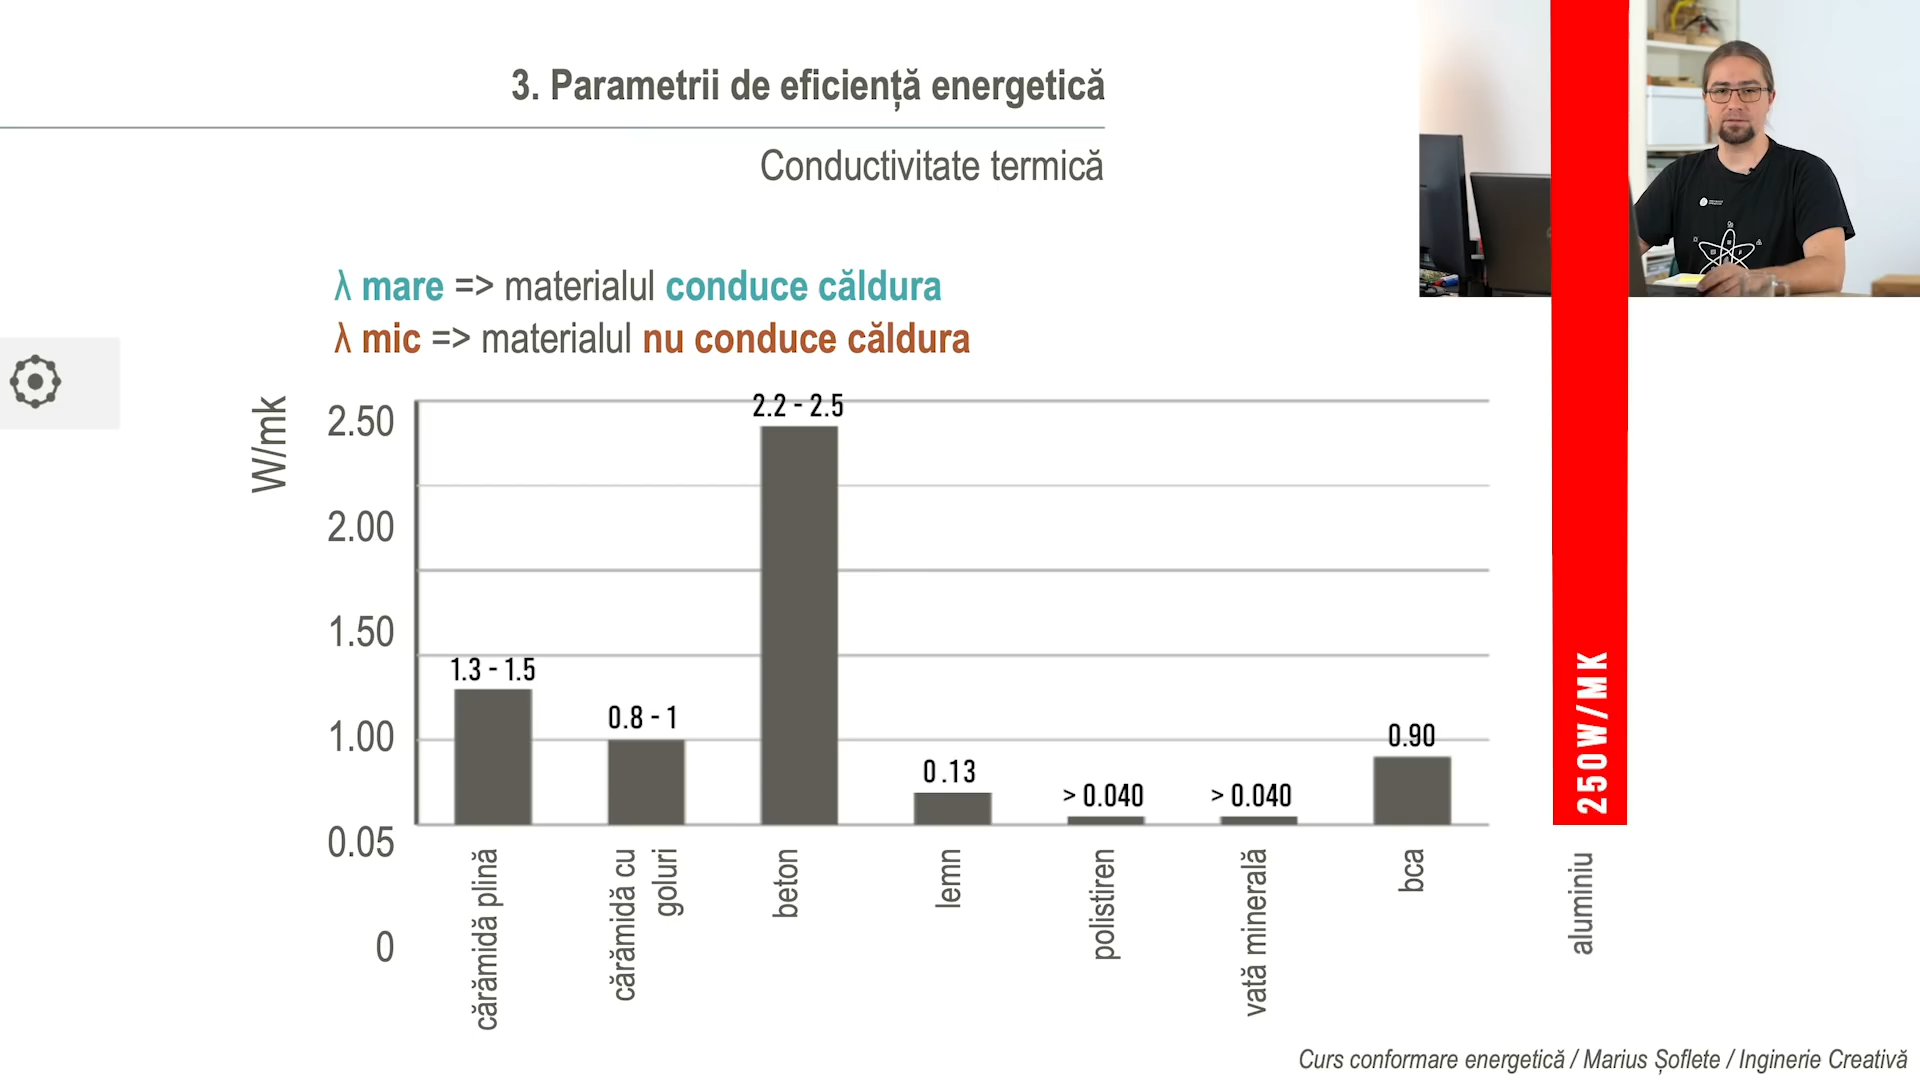 3. Parametrii de eficiență energetică
Conductivitate termică
λ mare => materialul conduce căldura
λ mic => materialul nu conduce căldura
W/mk
2.50
2.00
1.50
1.00
0.05
0
1.3 - 1.5
0.8 - 1
2.2 - 2.5
0.13
> 0.040
> 0.040
0.90
250W/MK
cărămidă plină
cărămidă cu
goluri
beton
lemn
polistiren
vată minerală
bca
aluminiu
Curs conformare energetică / Marius Șoflete / Inginerie Creativă